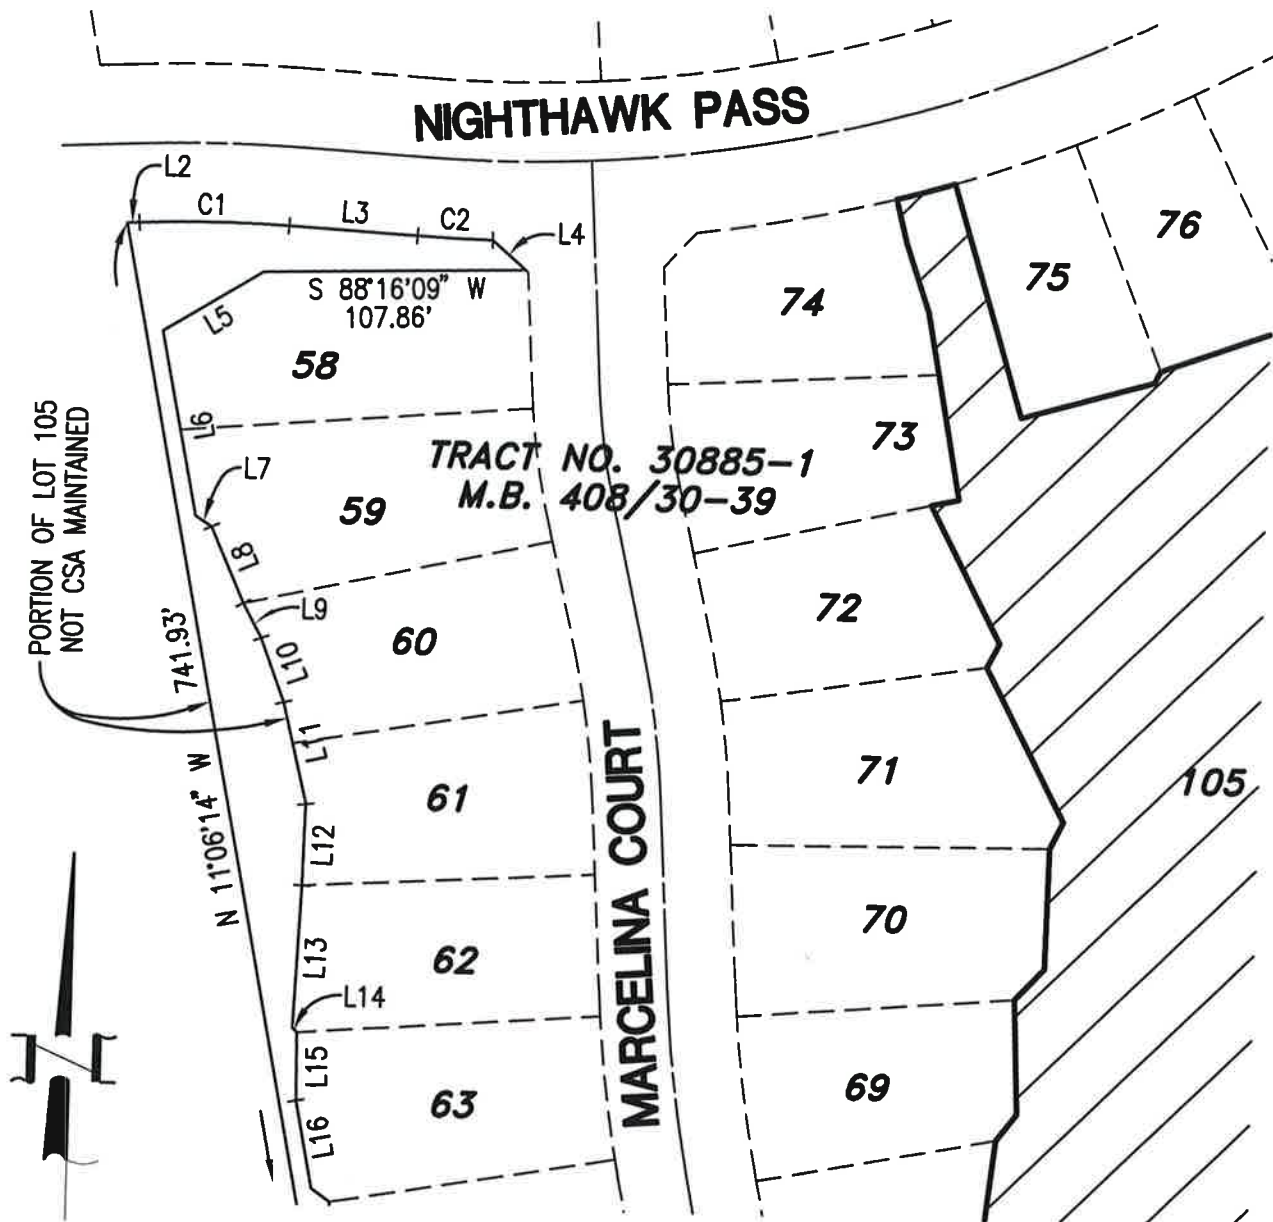 NIGHTHAWK PASS
L2
C1
L3
C2
L4
S 88°16'09" W
107.86'
L5
58
74
75
76
L6
TRACT NO. 30885-1
M.B. 408/30-39
73
L7
59
L8
PORTION OF LOT 105
NOT CSA MAINTAINED
L9
60
72
L10
741.93'
L11
N 11°06'14" W
61
71
105
MARCELINA COURT
L12
70
L13
62
L14
L15
63
69
L16